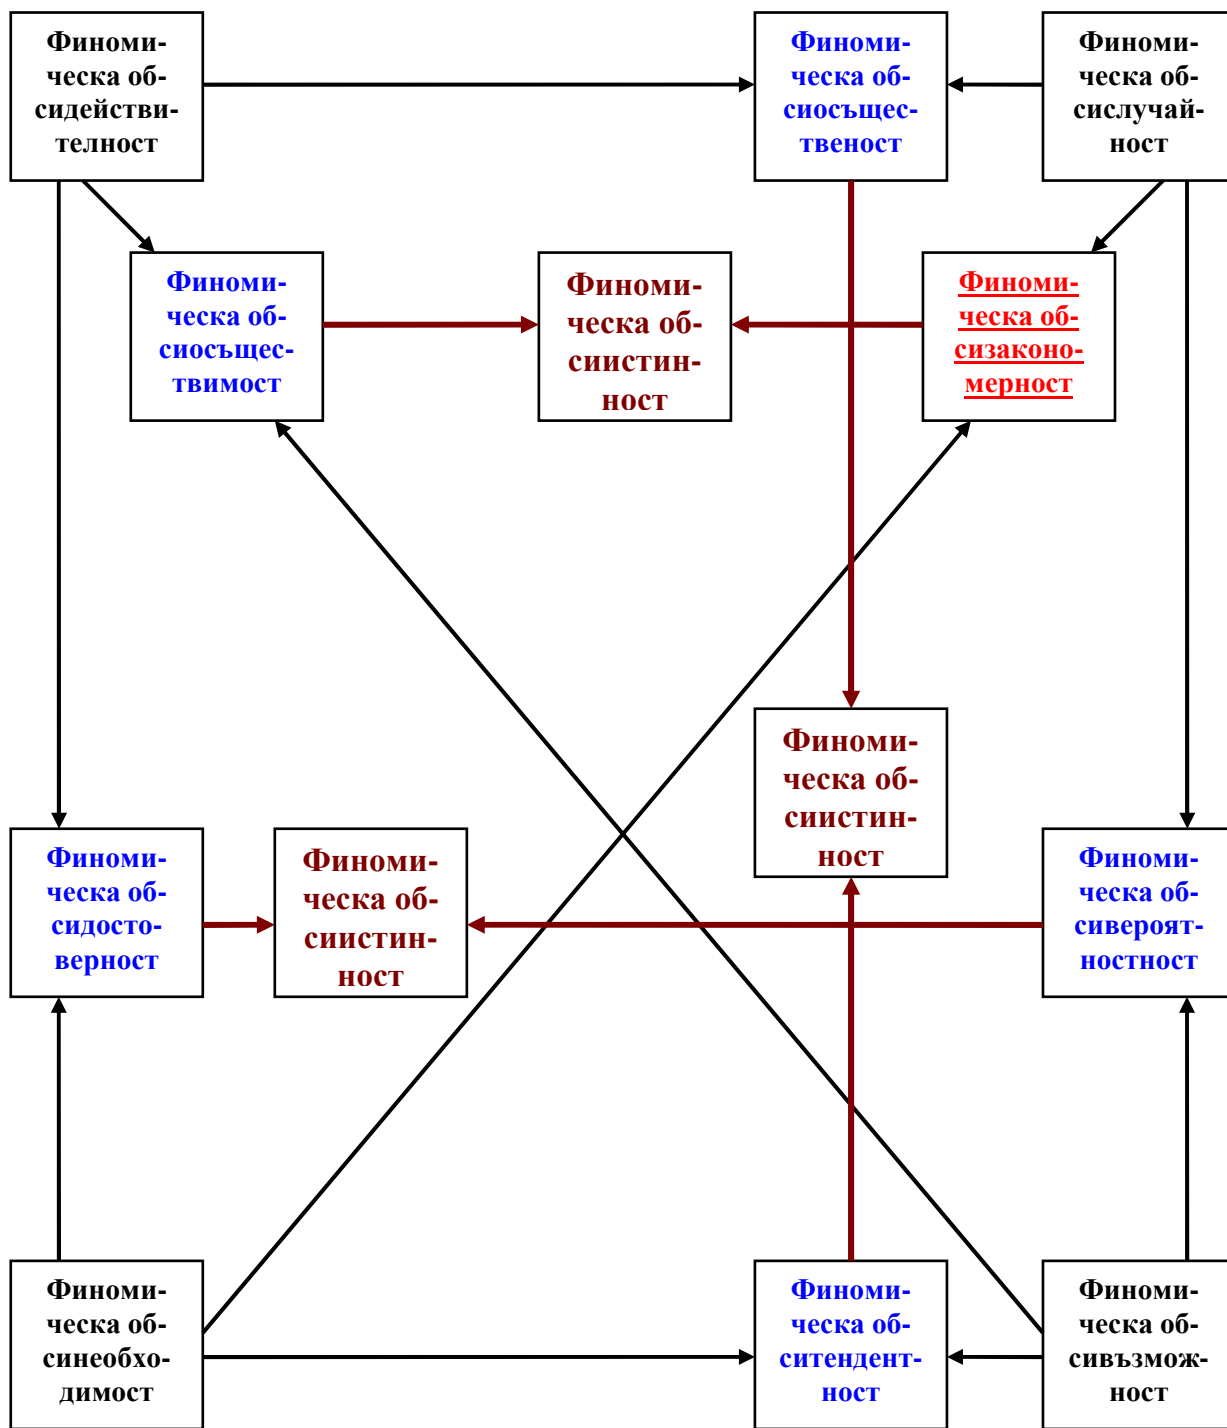 Финоми-
ческа об-
сидействи-
телност
Финоми-
ческа об-
сиосъщес-
твеност
Финоми-
ческа об-
сислучай-
ност
Финоми-
ческа об-
сиосъщес-
твимост
Финоми-
ческа об-
сиистин-
ност
Финоми-
ческа об-
сизаконо-
мерност
Финоми-
ческа об-
сиистин-
ност
Финоми-
ческа об-
сидосто-
верност
Финоми-
ческа об-
сиистин-
ност
Финоми-
ческа об-
сивероят-
ностност
Финоми-
ческа об-
синеобхо-
димост
Финоми-
ческа об-
ситендент-
ност
Финоми-
ческа об-
сивъзмож-
ност